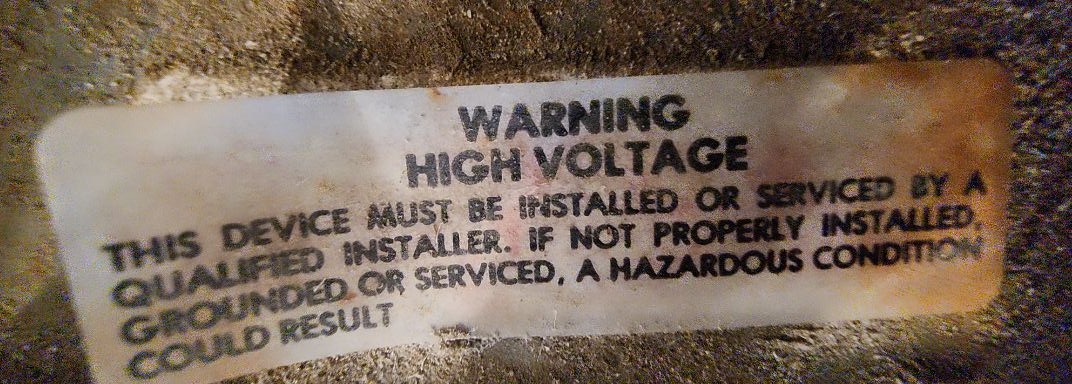 WARNING
HIGH VOLTAGE
THIS DEVICE MUST BE INSTALLED OR SERVICED BY A
QUALIFIED INSTALLER. IF NOT PROPERLY INSTALLED,
GROUNDED OR SERVICED, A HAZARDOUS CONDITION
COULD RESULT